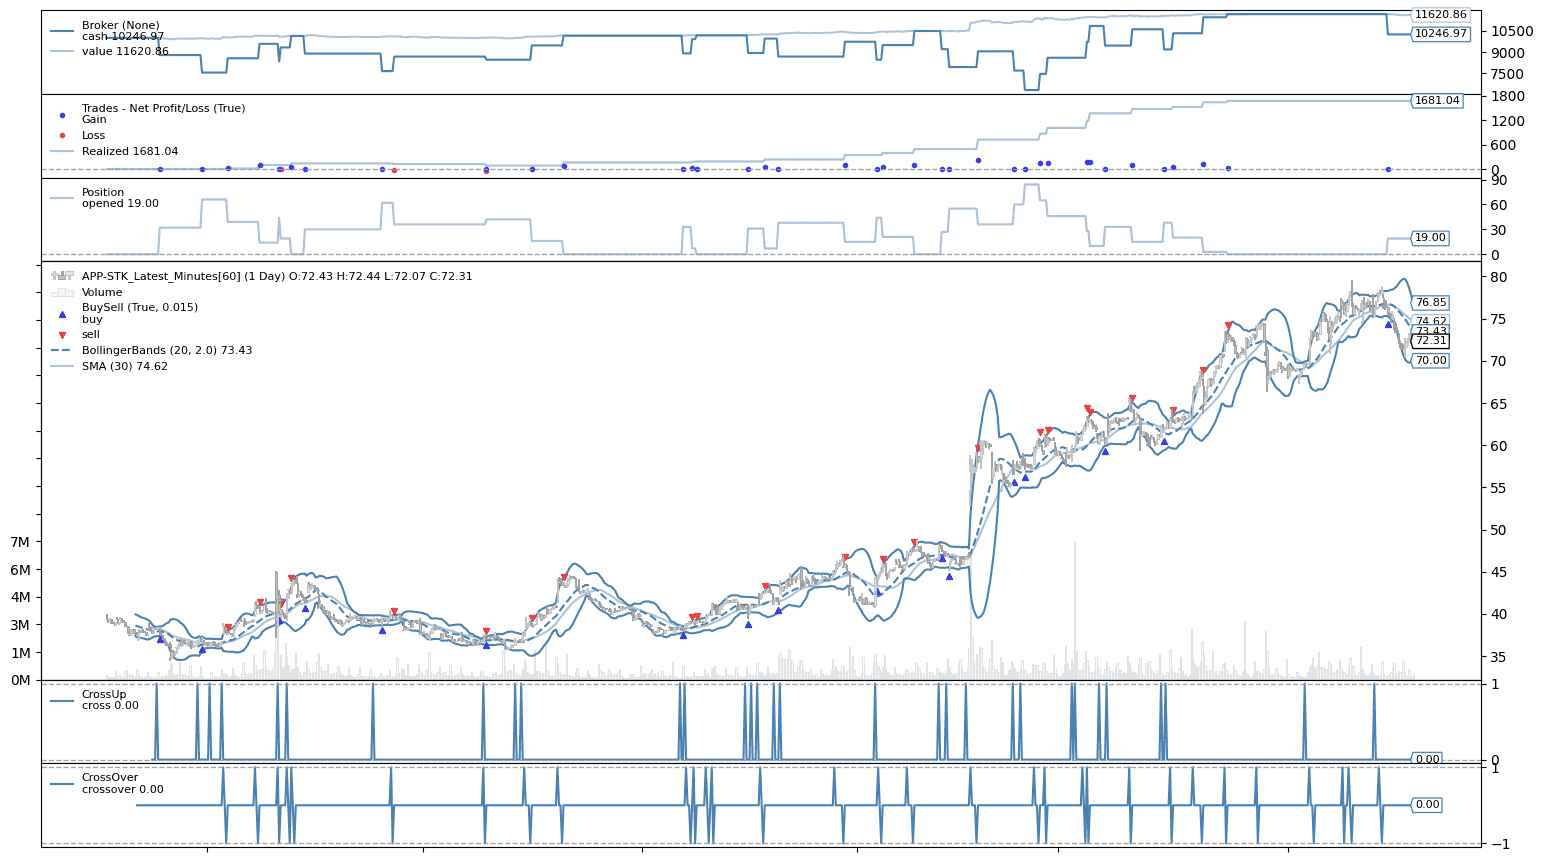 Broker (None)
cash 10246.97
value 11620.86
11620.86
10500
10246.97
9000
7500
Trades - Net Profit/Loss (True)
Gain
Loss
Realized 1681.04
1800
1681.04
1200
600
0
Position
opened 19.00
90
60
30
19.00
0
APP-STK_Latest_Minutes[60] (1 Day) O:72.43 H:72.44 L:72.07 C:72.31
Volume
BuySell (True, 0.015)
buy
sell
BollingerBands (20, 2.0) 73.43
SMA (30) 74.62
80
76.85
75
74.62
73.43
72.31
70.00
70
65
60
55
50
45
40
35
7M
6M
4M
3M
1M
0M
CrossUp
cross 0.00
1
0.00
0
CrossOver
crossover 0.00
1
0.00
−1